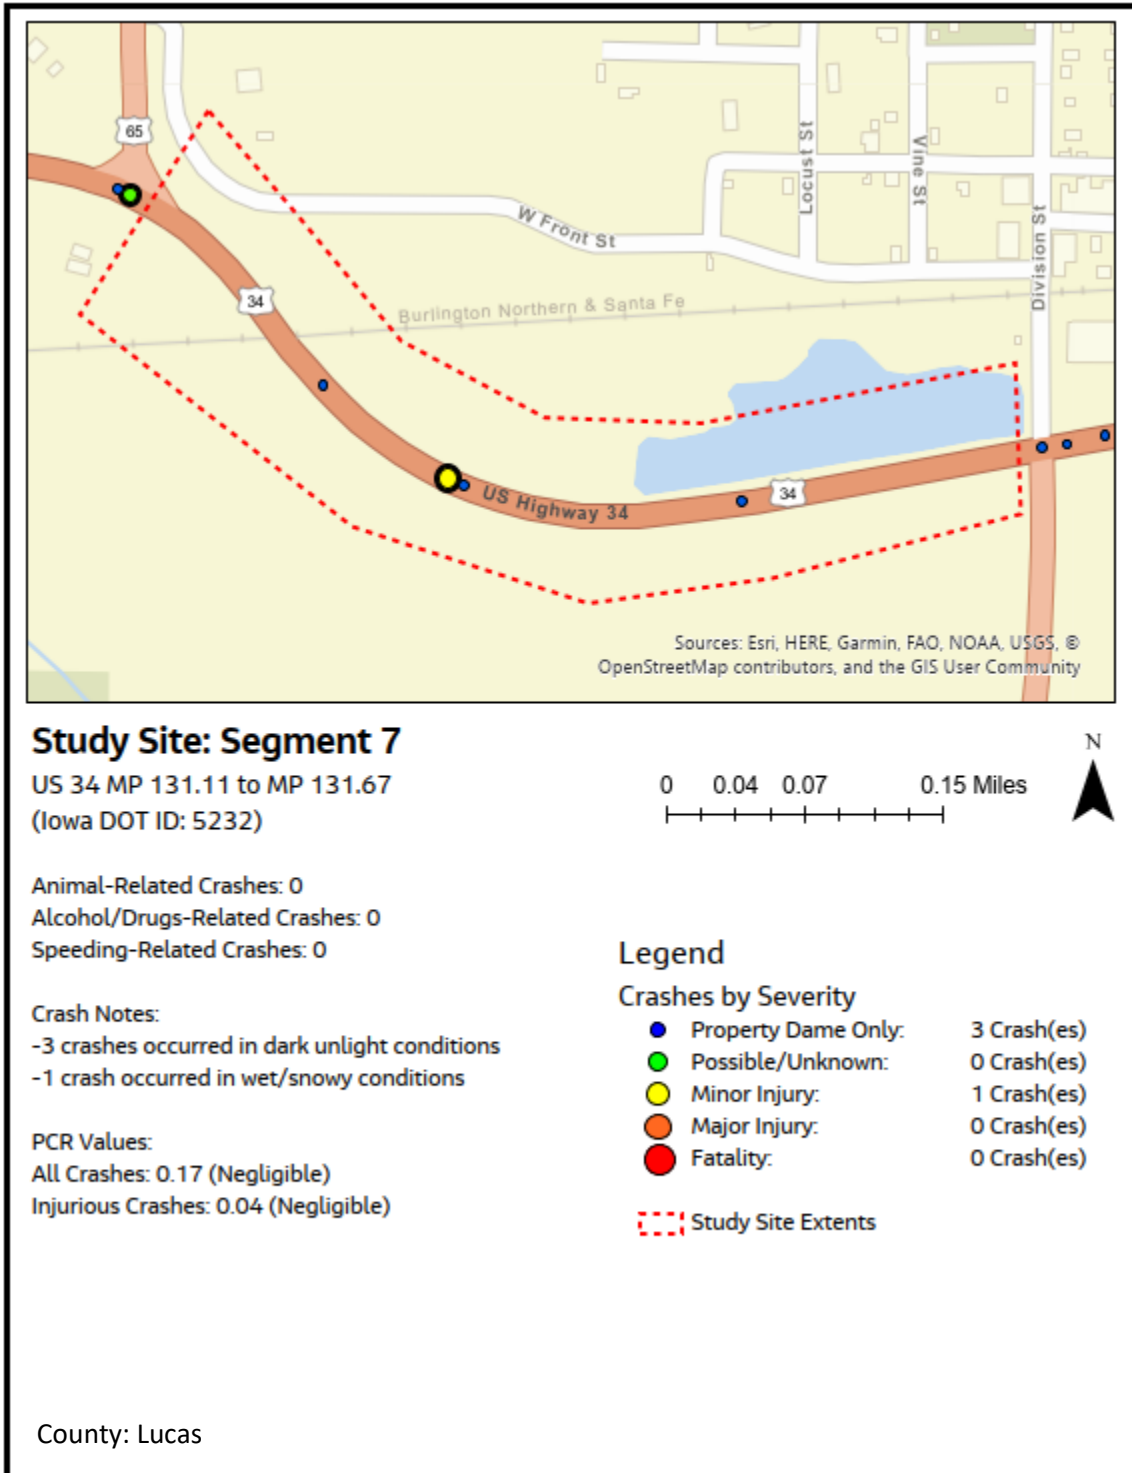 65
Locust St
Vine St
Division St
W Front St
34
Burlington Northern & Santa Fe
US Highway 34
34
Sources: Esri, HERE, Garmin, FAO, NOAA, USGS, ©
OpenStreetMap contributors, and the GIS User Community
Study Site: Segment 7
US 34 MP 131.11 to MP 131.67
(Iowa DOT ID: 5232)
0 0.04 0.07 0.15 Miles
N
Animal-Related Crashes: 0
Alcohol/Drugs-Related Crashes: 0
Speeding-Related Crashes: 0
Crash Notes:
-3 crashes occurred in dark unlight conditions
-1 crash occurred in wet/snowy conditions
PCR Values:
All Crashes: 0.17 (Negligible)
Injurious Crashes: 0.04 (Negligible)
Legend
Crashes by Severity
Property Dame Only: 3 Crash(es)
Possible/Unknown: 0 Crash(es)
Minor Injury: 1 Crash(es)
Major Injury: 0 Crash(es)
Fatality: 0 Crash(es)
Study Site Extents
County: Lucas